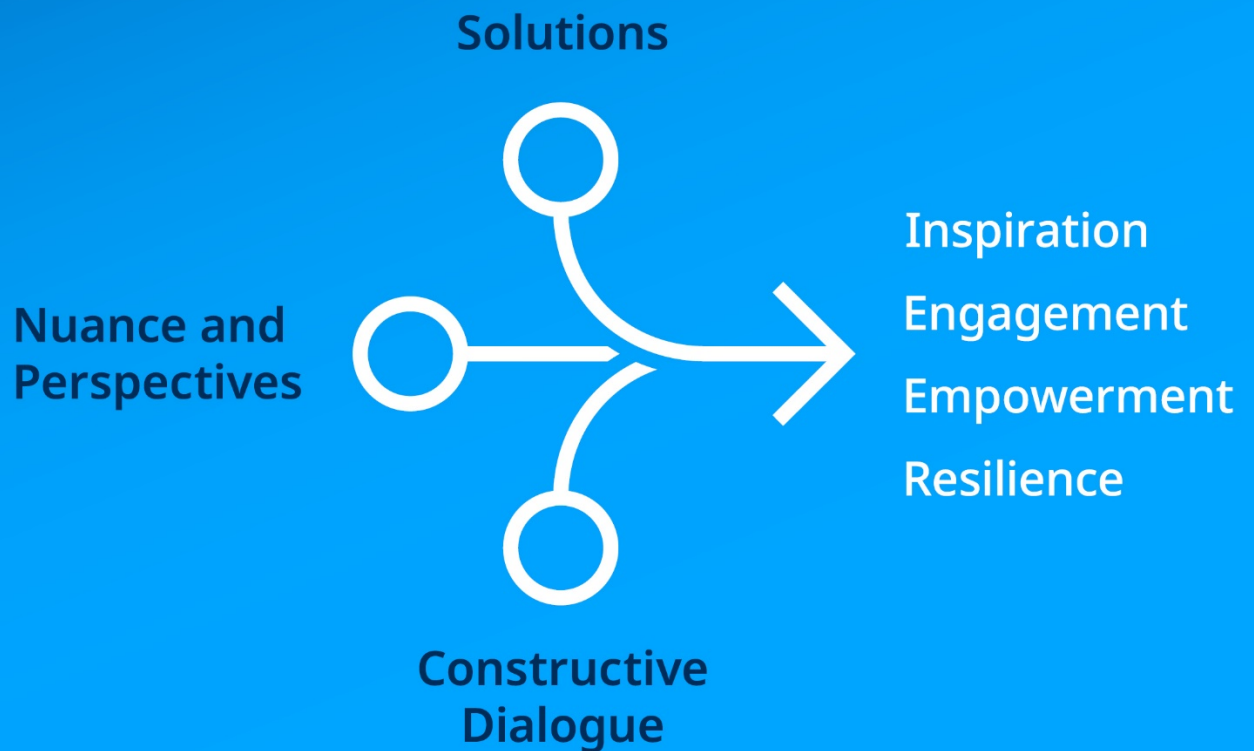 Solutions
Nuance and
Perspectives
Constructive
Dialogue
Inspiration
Engagement
Empowerment
Resilience